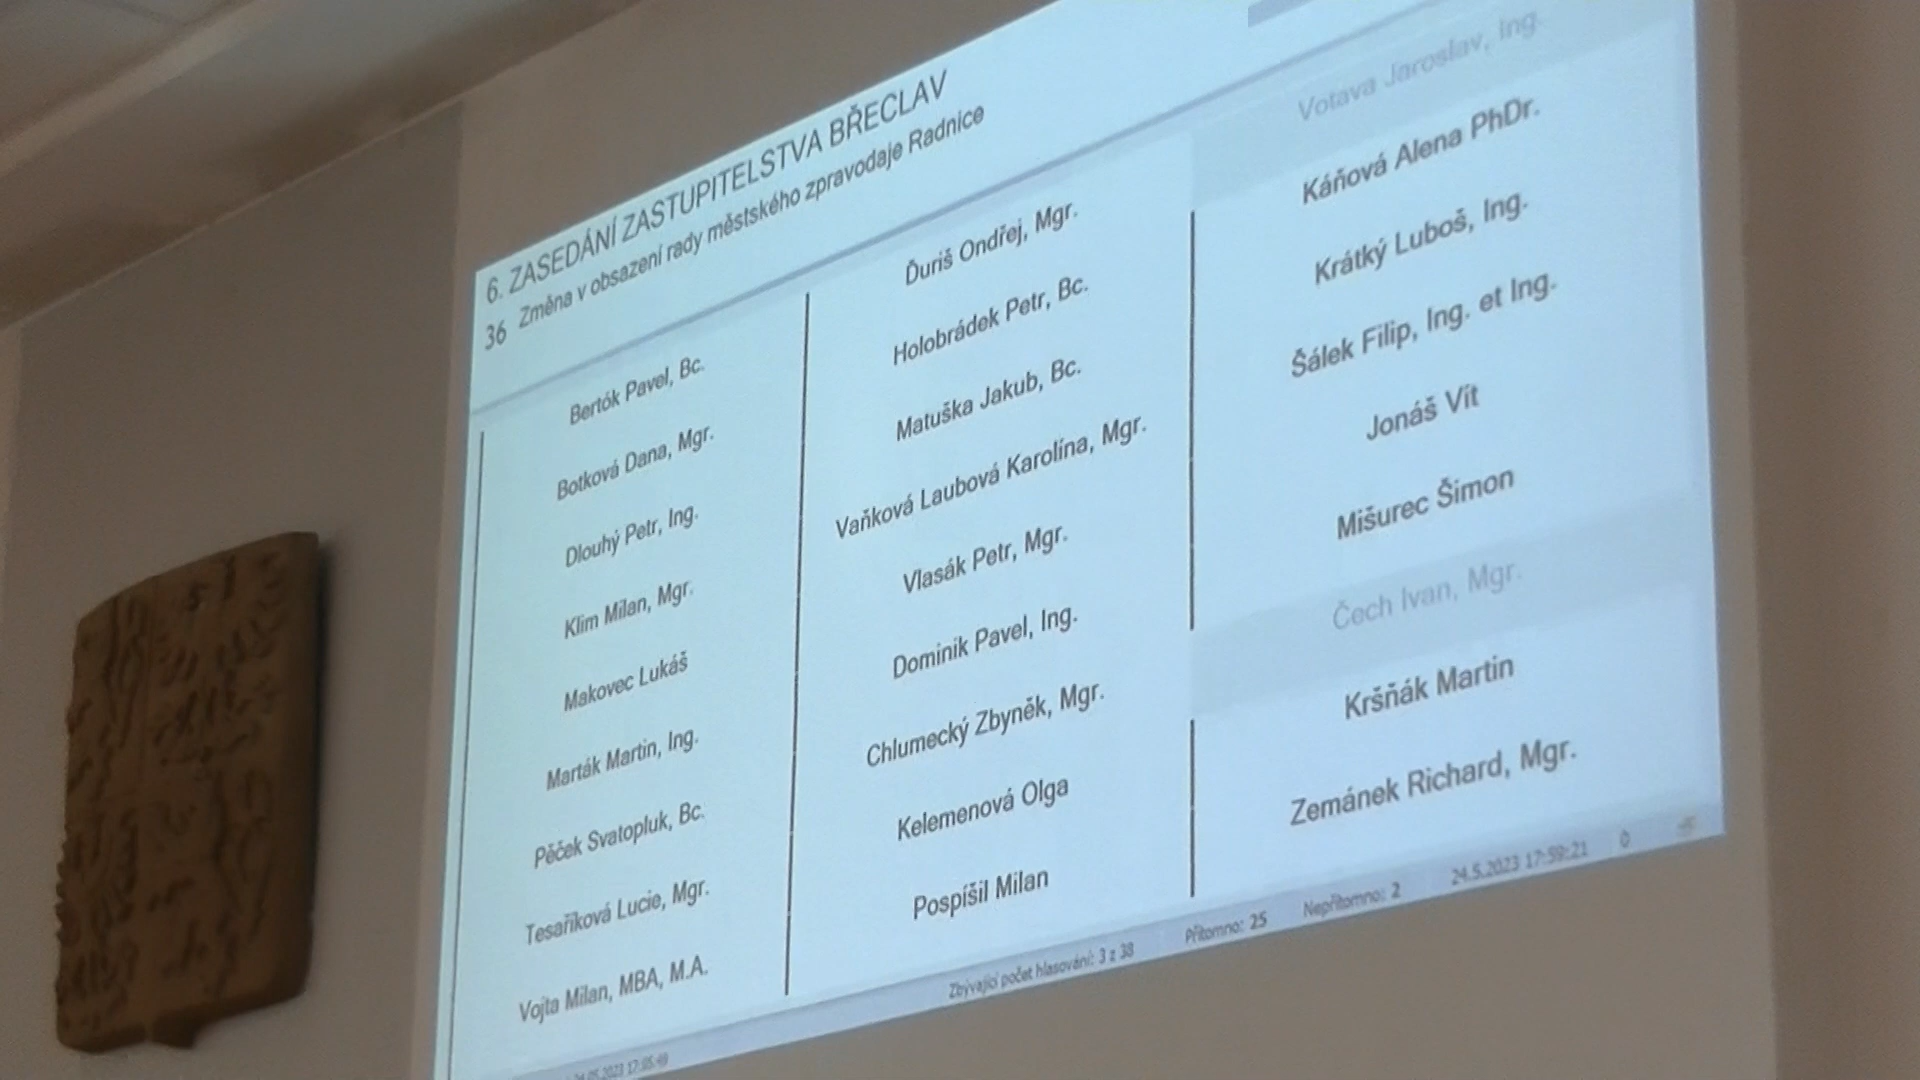 6. ZASEDÁNÍ ZASTUPITELSTVA BŘECLAV
36 Změna v obsazení rady městského zpravodaje Radnice
Bertók Pavel, Bc.
Botková Dana, Mgr.
Dlouhý Petr, Ing.
Klim Milan, Mgr.
Makovec Lukáš
Marták Martin, Ing.
Pěček Svatopluk, Bc.
Tesaříková Lucie, Mgr.
Vojta Milan, MBA, M.A.
Ďuriš Ondřej, Mgr.
Holobrádek Petr, Bc.
Matuška Jakub, Bc.
Vaňková Laubová Karolína, Mgr.
Vlasák Petr, Mgr.
Dominik Pavel, Ing.
Chlumecký Zbyněk, Mgr.
Kelemenová Olga
Pospíšil Milan
Votava Jaroslav, Ing.
Káňová Alena PhDr.
Krátký Luboš, Ing.
Šálek Filip, Ing. et Ing.
Jonáš Vít
Mišurec Šimon
Čech Ivan, Mgr.
Kršňák Martin
Zemánek Richard, Mgr.
Zbývající počet hlasování: 3 z 38 Přítomno: 25 Nepřítomno: 2 24.5.2023 17:59:21 0